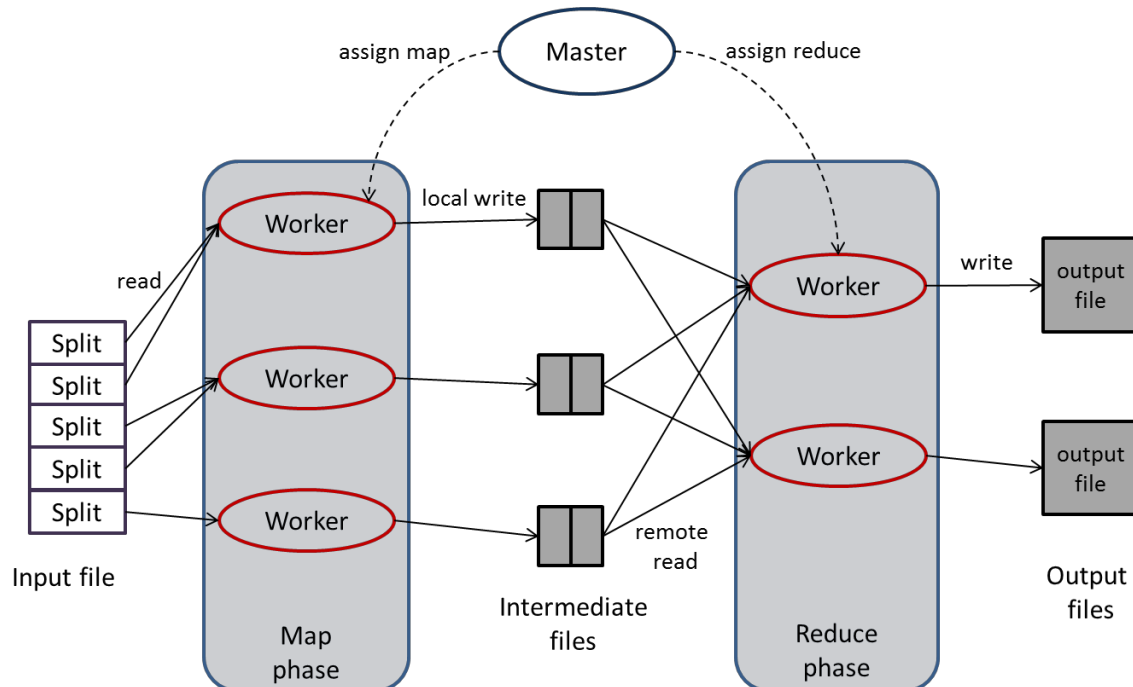 Master
assign map
assign reduce
Worker
local write
read
Worker
write
output
file
Split
Split
Split
Split
Split
Worker
Worker
output
file
Worker
remote
read
Input file
Intermediate
files
Output
files
Map
phase
Reduce
phase